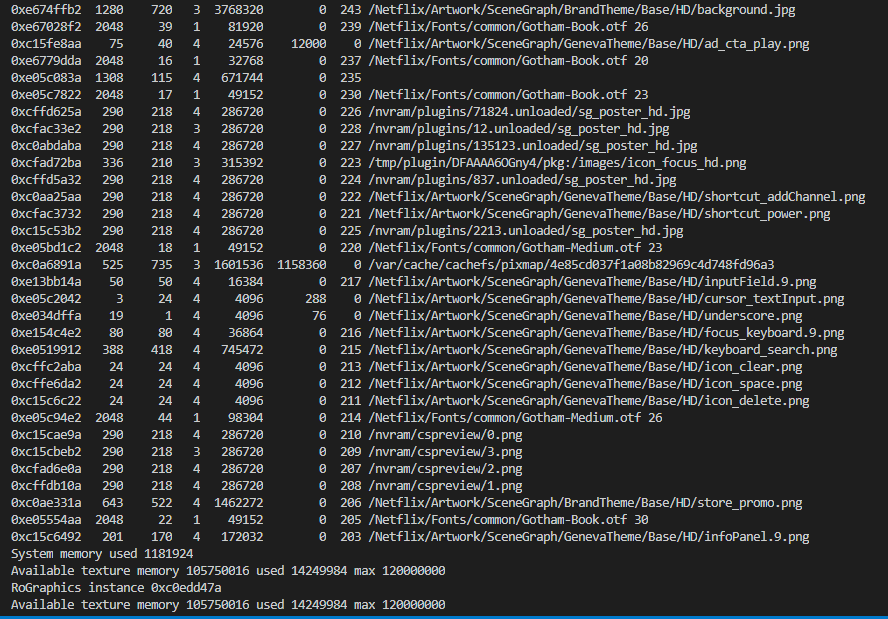 0xe674ffb2 1280 720 3 3768320 0 243 /Netflix/Artwork/SceneGraph/BrandTheme/Base/HD/background.jpg
0xe67028f2 2048 39 1 81920 0 239 /Netflix/Fonts/common/Gotham-Book.otf 26
0xc15fe8aa 75 40 4 24576 12000 0 /Netflix/Artwork/SceneGraph/GenevaTheme/Base/HD/ad_cta_play.png
0xe6779dda 2048 16 1 32768 0 237 /Netflix/Fonts/common/Gotham-Book.otf 20
0xe05c083a 1308 115 4 671744 0 235
0xe05c7822 2048 17 1 49152 0 230 /Netflix/Fonts/common/Gotham-Book.otf 23
0xcffd625a 290 218 4 286720 0 226 /nvram/plugins/71824.unloaded/sg_poster_hd.jpg
0xcfac33e2 290 218 3 286720 0 228 /nvram/plugins/12.unloaded/sg_poster_hd.jpg
0xc0abdaba 290 218 4 286720 0 227 /nvram/plugins/135123.unloaded/sg_poster_hd.jpg
0xcfad72ba 336 210 3 315392 0 223 /tmp/plugin/DFAAAA6OGny4/pkg:/images/icon_focus_hd.png
0xcffd5a32 290 218 4 286720 0 224 /nvram/plugins/837.unloaded/sg_poster_hd.jpg
0xc0aa25aa 290 218 4 286720 0 222 /Netflix/Artwork/SceneGraph/GenevaTheme/Base/HD/shortcut_addChannel.png
0xcfac3732 290 218 4 286720 0 221 /Netflix/Artwork/SceneGraph/GenevaTheme/Base/HD/shortcut_power.png
0xc15c53b2 290 218 4 286720 0 225 /nvram/plugins/2213.unloaded/sg_poster_hd.jpg
0xe05bd1c2 2048 18 1 49152 0 220 /Netflix/Fonts/common/Gotham-Medium.otf 23
0xc0a6891a 525 735 3 1601536 1158360 0 /var/cache/cachefs/pixmap/4e85cd037f1a08b82969c4d748fd96a3
0xe13bb14a 50 50 4 16384 0 217 /Netflix/Artwork/SceneGraph/GenevaTheme/Base/HD/inputField.9.png
0xe05c2042 3 24 4 4096 288 0 /Netflix/Artwork/SceneGraph/GenevaTheme/Base/HD/cursor_textInput.png
0xe034dffa 19 1 4 4096 76 0 /Netflix/Artwork/SceneGraph/GenevaTheme/Base/HD/underscore.png
0xe154c4e2 80 80 4 36864 0 216 /Netflix/Artwork/SceneGraph/GenevaTheme/Base/HD/focus_keyboard.9.png
0xe0519912 388 418 4 745472 0 215 /Netflix/Artwork/SceneGraph/GenevaTheme/Base/HD/keyboard_search.png
0xcffc2aba 24 24 4 4096 0 213 /Netflix/Artwork/SceneGraph/GenevaTheme/Base/HD/icon_clear.png
0xcffe6da2 24 24 4 4096 0 212 /Netflix/Artwork/SceneGraph/GenevaTheme/Base/HD/icon_space.png
0xc15c6c22 24 24 4 4096 0 211 /Netflix/Artwork/SceneGraph/GenevaTheme/Base/HD/icon_delete.png
0xe05c94e2 2048 44 1 98304 0 214 /Netflix/Fonts/common/Gotham-Medium.otf 26
0xc15cae9a 290 218 4 286720 0 210 /nvram/cspreview/0.png
0xc15cbeb2 290 218 3 286720 0 209 /nvram/cspreview/3.png
0xcfad6e0a 290 218 4 286720 0 207 /nvram/cspreview/2.png
0xcffdb10a 290 218 4 286720 0 208 /nvram/cspreview/1.png
0xc0ae331a 643 522 4 1462272 0 206 /Netflix/Artwork/SceneGraph/BrandTheme/Base/HD/store_promo.png
0xe05554aa 2048 22 1 49152 0 205 /Netflix/Fonts/common/Gotham-Book.otf 30
0xc15c6492 201 170 4 172032 0 203 /Netflix/Artwork/SceneGraph/GenevaTheme/Base/HD/infoPanel.9.png
System memory used 1181924
Available texture memory 105750016 used 14249984 max 120000000
RoGraphics instance 0xc0edd47a
Available texture memory 105750016 used 14249984 max 120000000